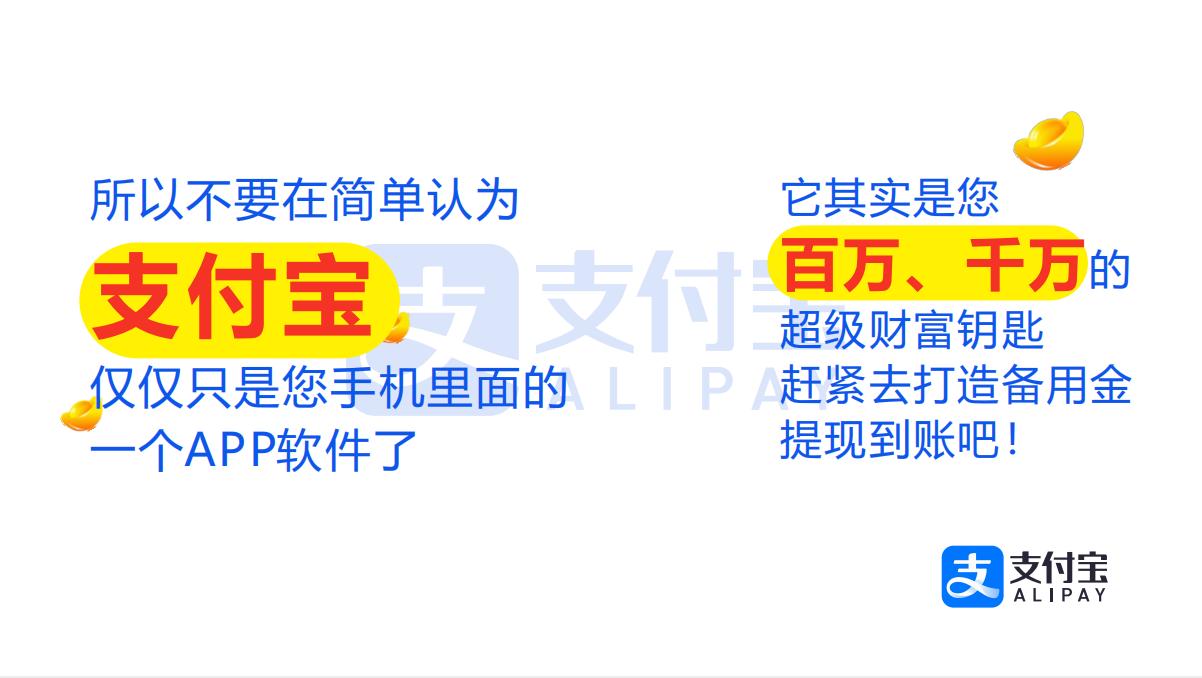 所以不要在简单认为
支付宝
仅仅只是您手机里面的
一个APP软件了
它其实是您
百万、千万的
超级财富钥匙
赶紧去打造备用金
提现到账吧！
支付宝
ALIPAY
支
支付宝
ALIPAY